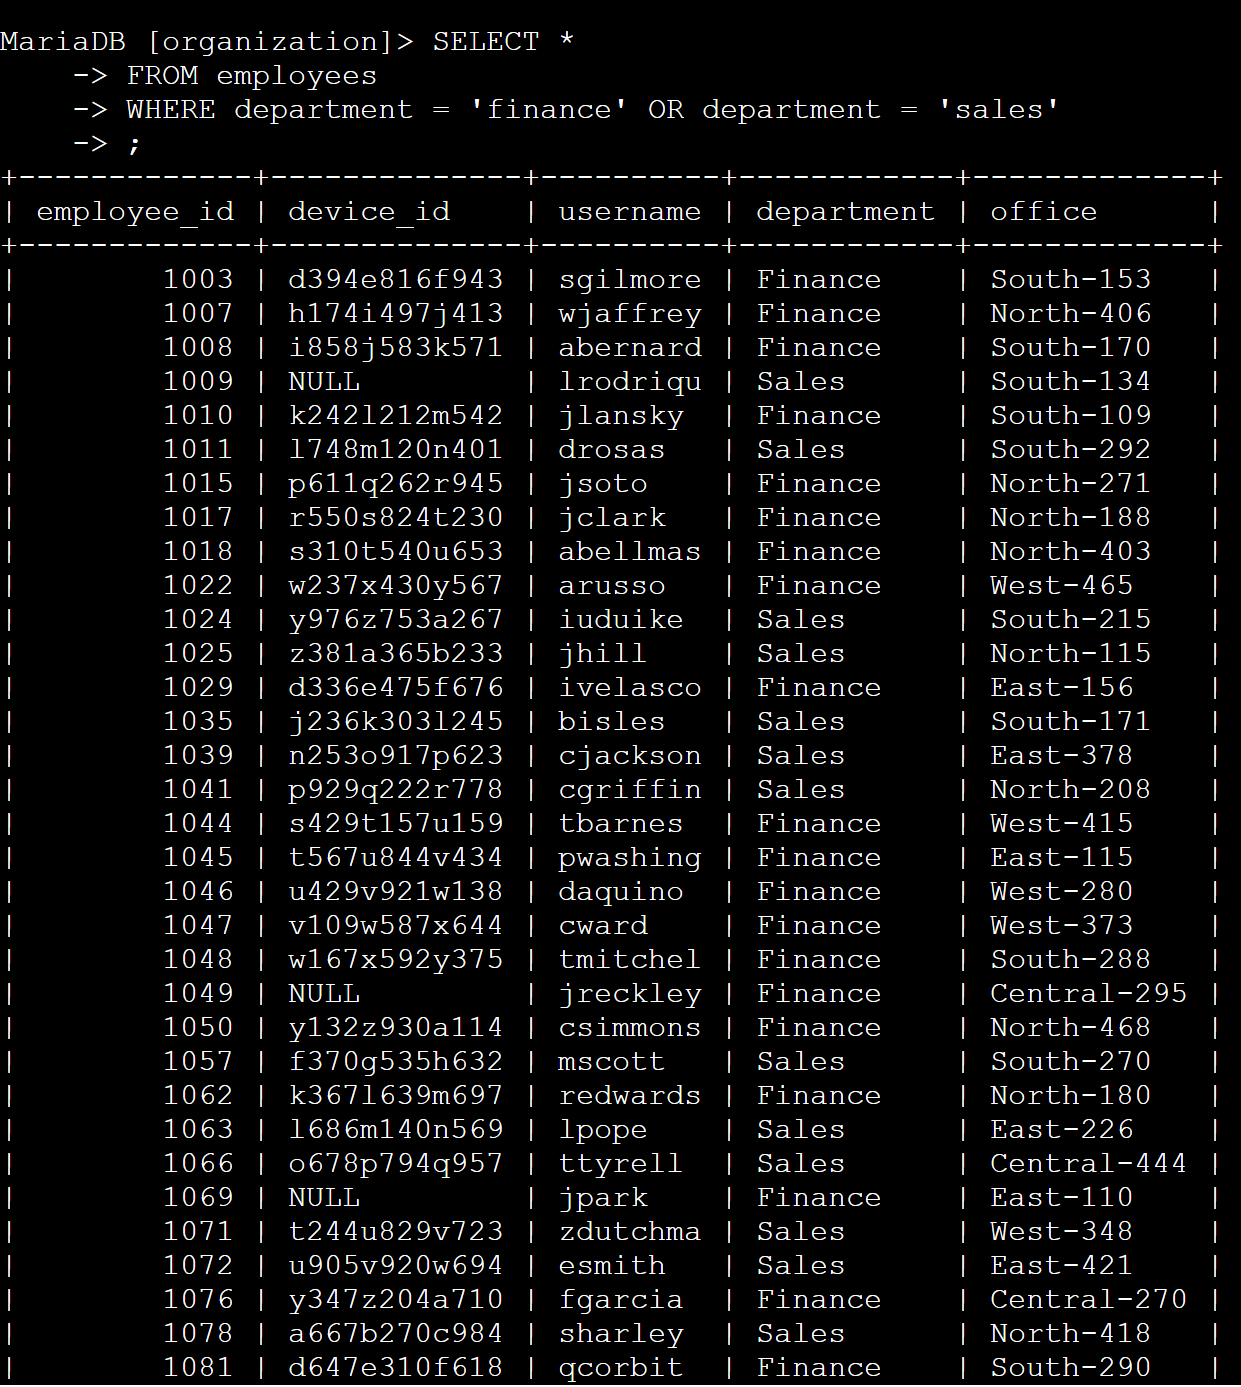 MariaDB [organization]> SELECT *
    -> FROM employees
    -> WHERE department = 'finance' OR department = 'sales'
    -> ;
+-------------+--------------+----------+------------+-------------+
| employee_id | device_id    | username | department | office      |
+-------------+--------------+----------+------------+-------------+
|        1003 | d394e816f943 | sgilmore | Finance    | South-153   |
|        1007 | h174i497j413 | wjaffrey | Finance    | North-406   |
|        1008 | i858j583k571 | abernard | Finance    | South-170   |
|        1009 | NULL         | lrodriqu | Sales      | South-134   |
|        1010 | k242l212m542 | jlansky  | Finance    | South-109   |
|        1011 | l748m120n401 | drosas   | Sales      | South-292   |
|        1015 | p611q262r945 | jsoto    | Finance    | North-271   |
|        1017 | r550s824t230 | jclark   | Finance    | North-188   |
|        1018 | s310t540u653 | abellmas | Finance    | North-403   |
|        1022 | w237x430y567 | arusso   | Finance    | West-465    |
|        1024 | y976z753a267 | iuduike  | Sales      | South-215   |
|        1025 | z381a365b233 | jhill    | Sales      | North-115   |
|        1029 | d336e475f676 | ivelasco | Finance    | East-156    |
|        1035 | j236k303l245 | bisles   | Sales      | South-171   |
|        1039 | n253o917p623 | cjackson | Sales      | East-378    |
|        1041 | p929q222r778 | cgriffin | Sales      | North-208   |
|        1044 | s429t157u159 | tbarnes  | Finance    | West-415    |
|        1045 | t567u844v434 | pwashing | Finance    | East-115    |
|        1046 | u429v921w138 | daquino  | Finance    | West-280    |
|        1047 | v109w587x644 | cward    | Finance    | West-373    |
|        1048 | w167x592y375 | tmitchel | Finance    | South-288   |
|        1049 | NULL         | jreckley | Finance    | Central-295 |
|        1050 | y132z930a114 | csimmons | Finance    | North-468   |
|        1057 | f370g535h632 | mscott   | Sales      | South-270   |
|        1062 | k367l639m697 | redwards | Finance    | North-180   |
|        1063 | l686m140n569 | lpope    | Sales      | East-226    |
|        1066 | o678p794q957 | ttyrell  | Sales      | Central-444 |
|        1069 | NULL         | jpark    | Finance    | East-110    |
|        1071 | t244u829v723 | zdutchma | Sales      | West-348    |
|        1072 | u905v920w694 | esmith   | Sales      | East-421    |
|        1076 | y347z204a710 | fgarcia  | Finance    | Central-270 |
|        1078 | a667b270c984 | sharley  | Sales      | North-418   |
|        1081 | d647e310f618 | qcorbit  | Finance    | South-290   |